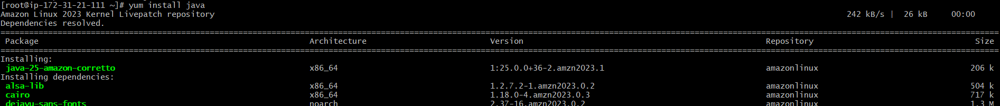 [root@ip-172-31-21-111 ~]# yum install java
Amazon Linux 2023 Kernel Livepatch repository 242 kB/s | 26 kB 00:00
Dependencies resolved.
================================================================================
Package Architecture Version Repository Size
================================================================================
Installing:
java-25-amazon-corretto x86_64 1:25.0.0+36-2.amzn2023.1 amazonlinux 206 k
Installing dependencies:
alsa-lib x86_64 1.2.7.2-1.amzn2023.0.2 amazonlinux 504 k
cairo x86_64 1.18.0-4.amzn2023.0.3 amazonlinux 717 k
dejavu-sans-fonts noarch 2.37-16.amzn2023.0.2 amazonlinux 1.3 M